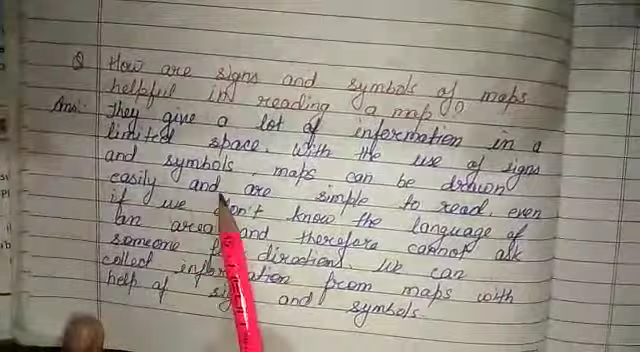 Q How are signs and symbols of maps
helpful in reading a map?
Ans: They give a lot of information in a
limited space. With the use of signs
and symbols, maps can be drawn
easily and are simple to read, even
if we don't know the language of
an area and therefore cannot ask
someone for directions. We can
collect information from maps with
help of and symbols.